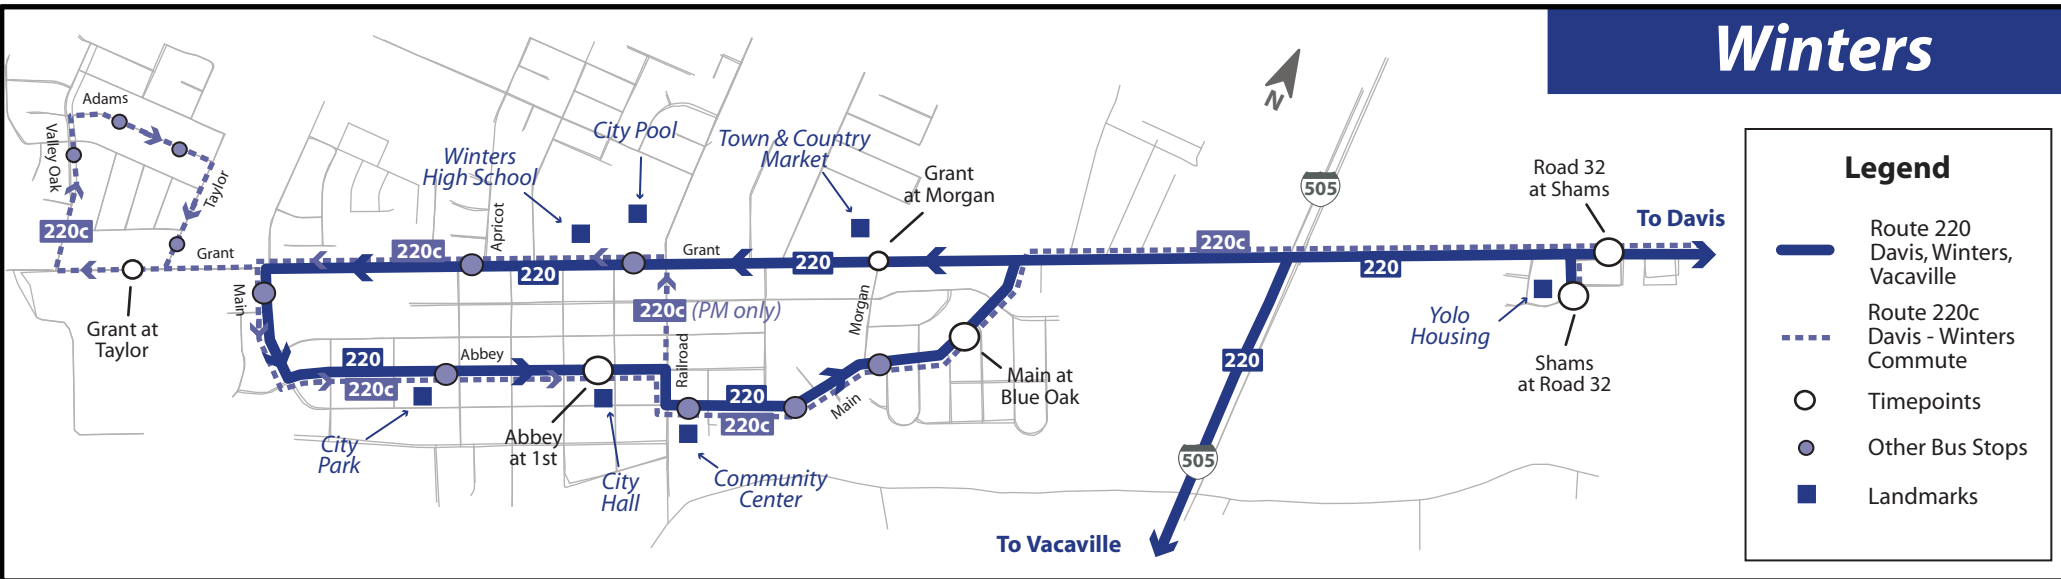 Winters
Adams
Valley Oak
Taylor
220c
Grant
Grant at
Taylor
Main
Winters
High School
City Pool
Town & Country
Market
Grant
at Morgan
Apricot
220c
220
Grant
220
220c (PM only)
Morgan
Railroad
220
Abbey
220c
City
Park
Abbey
at 1st
City
Hall
220
220c
Community
Center
Main
Main at
Blue Oak
N
505
220c
220
220
505
To Vacaville
Road 32
at Shams
To Davis
Yolo
Housing
Shams
at Road 32
Legend
Route 220
Davis, Winters,
Vacaville
Route 220c
Davis - Winters
Commute
Timepoints
Other Bus Stops
Landmarks